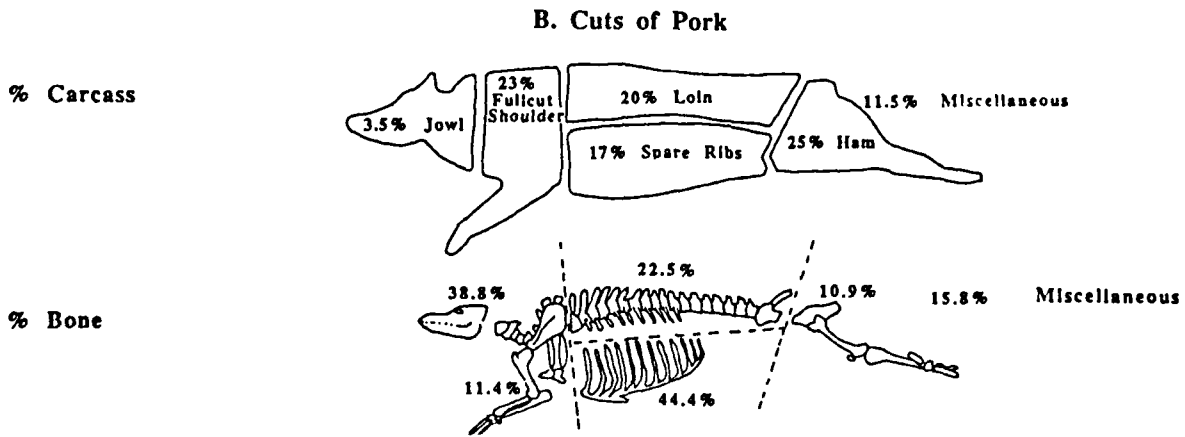 B. Cuts of Pork
% Carcass
23%
Fullcut
Shoulder
20% Loin
11.5% Miscellaneous
3.5% Jowl
17% Spare Ribs
25% Ham
22.5%
38.8%
10.9%
15.8% Miscellaneous
% Bone
11.4%
44.4%